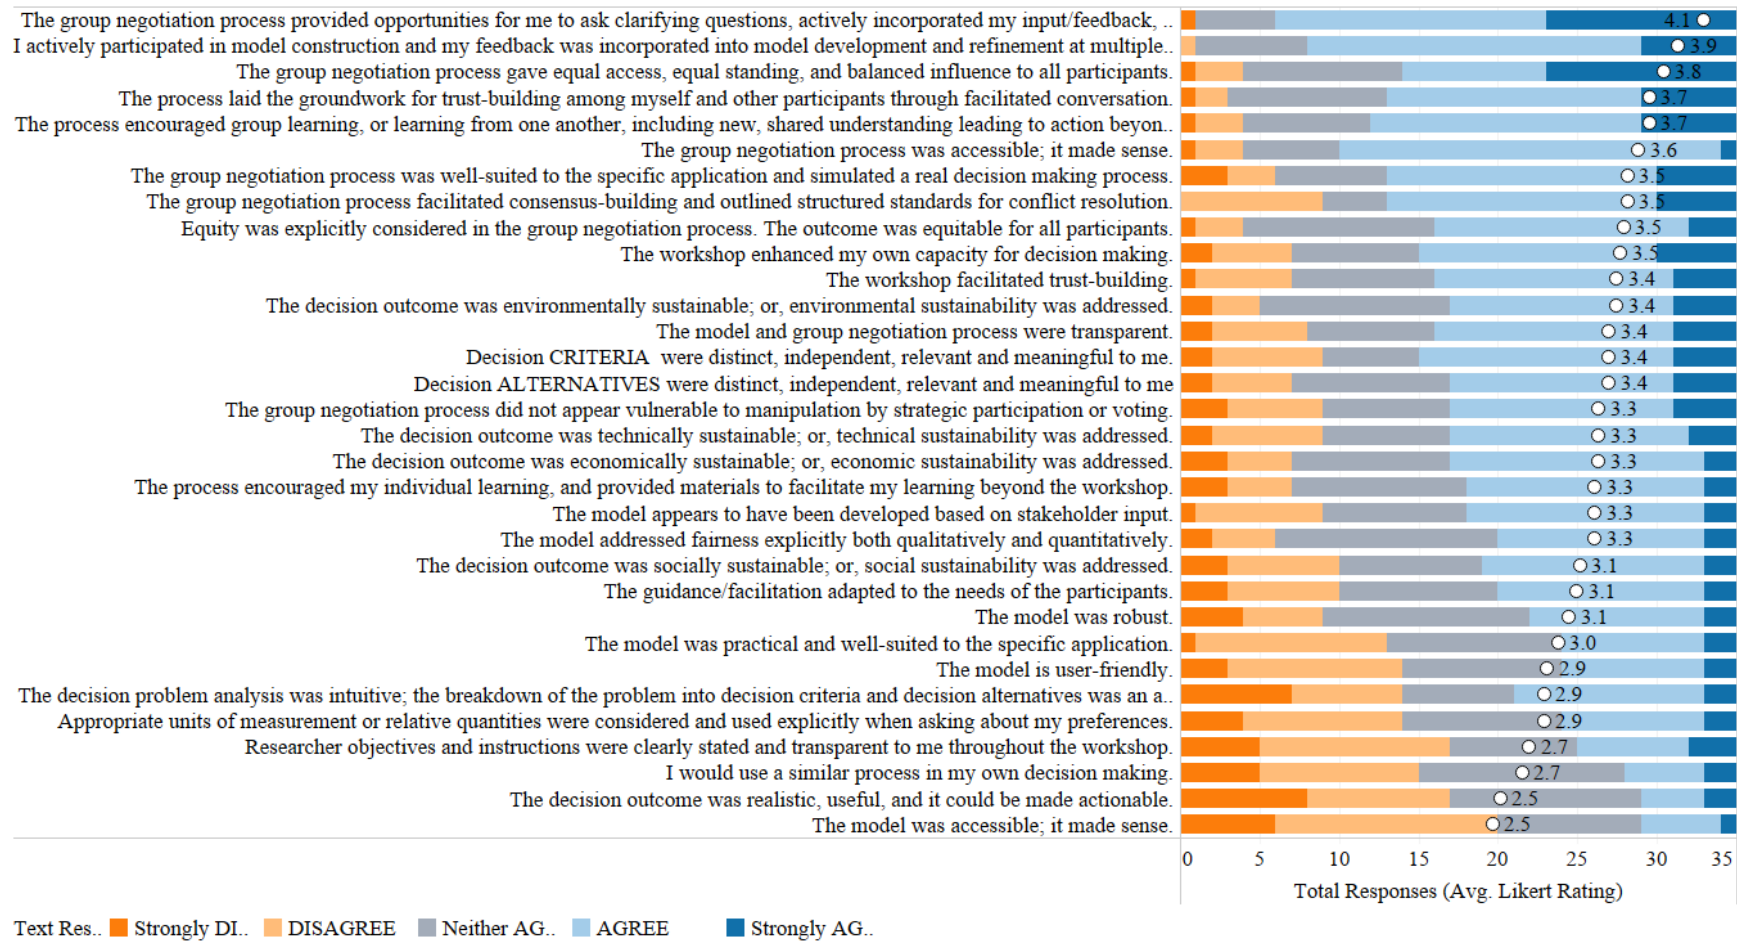 The group negotiation process provided opportunities for me to ask clarifying questions, actively incorporated my input/feedback, .. 4.1
I actively participated in model construction and my feedback was incorporated into model development and refinement at multiple.. 3.9
The group negotiation process gave equal access, equal standing, and balanced influence to all participants. 3.8
The process laid the groundwork for trust-building among myself and other participants through facilitated conversation. 3.7
The process encouraged group learning, or learning from one another, including new, shared understanding leading to action beyon.. 3.7
The group negotiation process was accessible; it made sense. 3.6
The group negotiation process was well-suited to the specific application and simulated a real decision making process. 3.5
The group negotiation process facilitated consensus-building and outlined structured standards for conflict resolution. 3.5
Equity was explicitly considered in the group negotiation process. The outcome was equitable for all participants. 3.5
The workshop enhanced my own capacity for decision making. 3.5
The workshop facilitated trust-building. 3.4
The decision outcome was environmentally sustainable; or, environmental sustainability was addressed. 3.4
The model and group negotiation process were transparent. 3.4
Decision CRITERIA were distinct, independent, relevant and meaningful to me. 3.4
Decision ALTERNATIVES were distinct, independent, relevant and meaningful to me 3.4
The group negotiation process did not appear vulnerable to manipulation by strategic participation or voting. 3.3
The decision outcome was technically sustainable; or, technical sustainability was addressed. 3.3
The decision outcome was economically sustainable; or, economic sustainability was addressed. 3.3
The process encouraged my individual learning, and provided materials to facilitate my learning beyond the workshop. 3.3
The model appears to have been developed based on stakeholder input. 3.3
The model addressed fairness explicitly both qualitatively and quantitatively. 3.3
The decision outcome was socially sustainable; or, social sustainability was addressed. 3.1
The guidance/facilitation adapted to the needs of the participants. 3.1
The model was robust. 3.1
The model was practical and well-suited to the specific application. 3.0
The model is user-friendly. 2.9
The decision problem analysis was intuitive; the breakdown of the problem into decision criteria and decision alternatives was an a.. 2.9
Appropriate units of measurement or relative quantities were considered and used explicitly when asking about my preferences. 2.9
Researcher objectives and instructions were clearly stated and transparent to me throughout the workshop. 2.7
I would use a similar process in my own decision making. 2.7
The decision outcome was realistic, useful, and it could be made actionable. 2.5
The model was accessible; it made sense. 2.5
0 5 10 15 20 25 30 35
Total Responses (Avg. Likert Rating)
Text Res.. Strongly DI.. DISAGREE Neither AG.. AGREE Strongly AG..